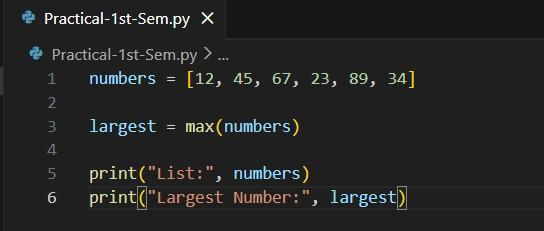 Practical-1st-Sem.py ×
Practical-1st-Sem.py > ...
1 numbers = [12, 45, 67, 23, 89, 34]
2
3 largest = max(numbers)
4
5 print("List:", numbers)
6 print("Largest Number:", largest)